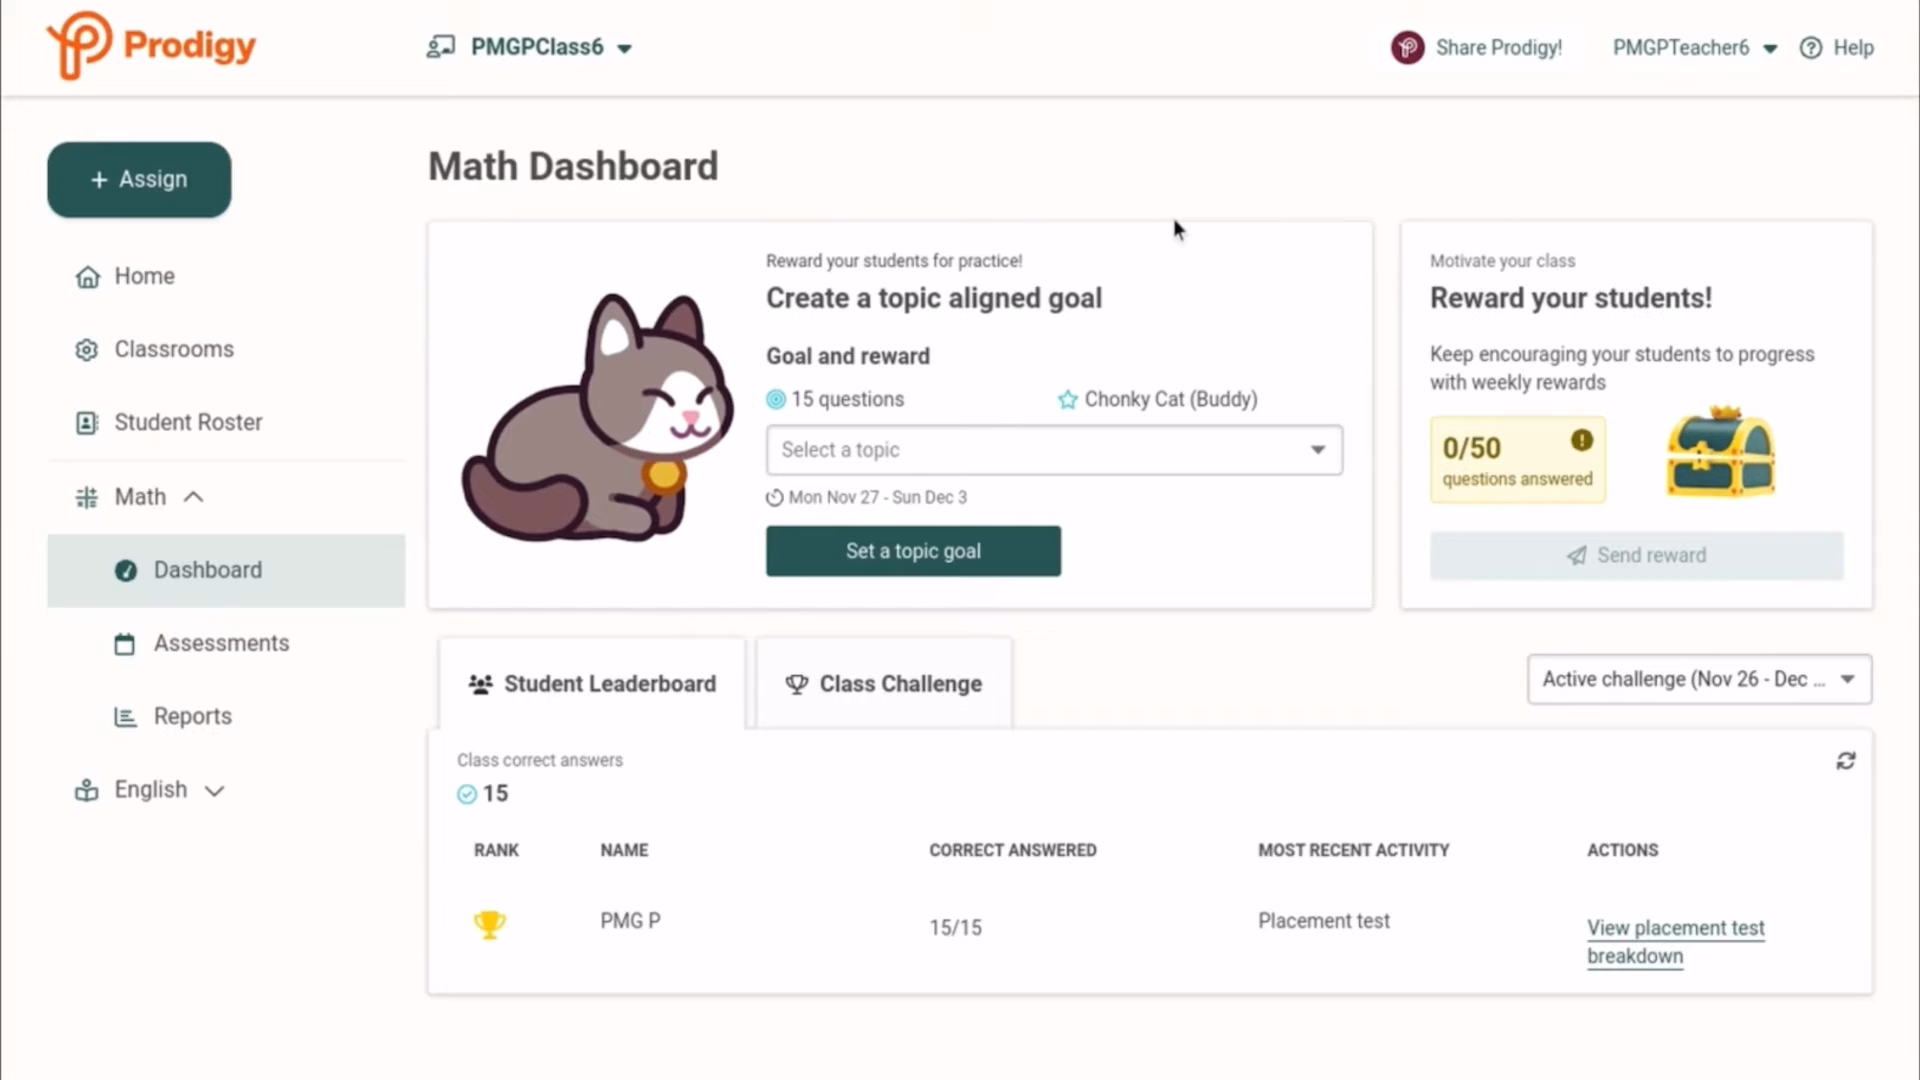 Prodigy
PMGPClass6
Share Prodigy!
PMGPTeacher6
Help
+ Assign
Home
Classrooms
Student Roster
Math
Dashboard
Assessments
Reports
English
Math Dashboard
Reward your students for practice!
Create a topic aligned goal
Goal and reward
15 questions
Chonky Cat (Buddy)
Select a topic
Mon Nov 27 - Sun Dec 3
Set a topic goal
Motivate your class
Reward your students!
Keep encouraging your students to progress
with weekly rewards
0/50
questions answered
Send reward
Student Leaderboard
Class Challenge
Active challenge (Nov 26 - Dec ...
Class correct answers
15
RANK NAME CORRECT ANSWERED MOST RECENT ACTIVITY ACTIONS
PMG P 15/15 Placement test View placement test
breakdown